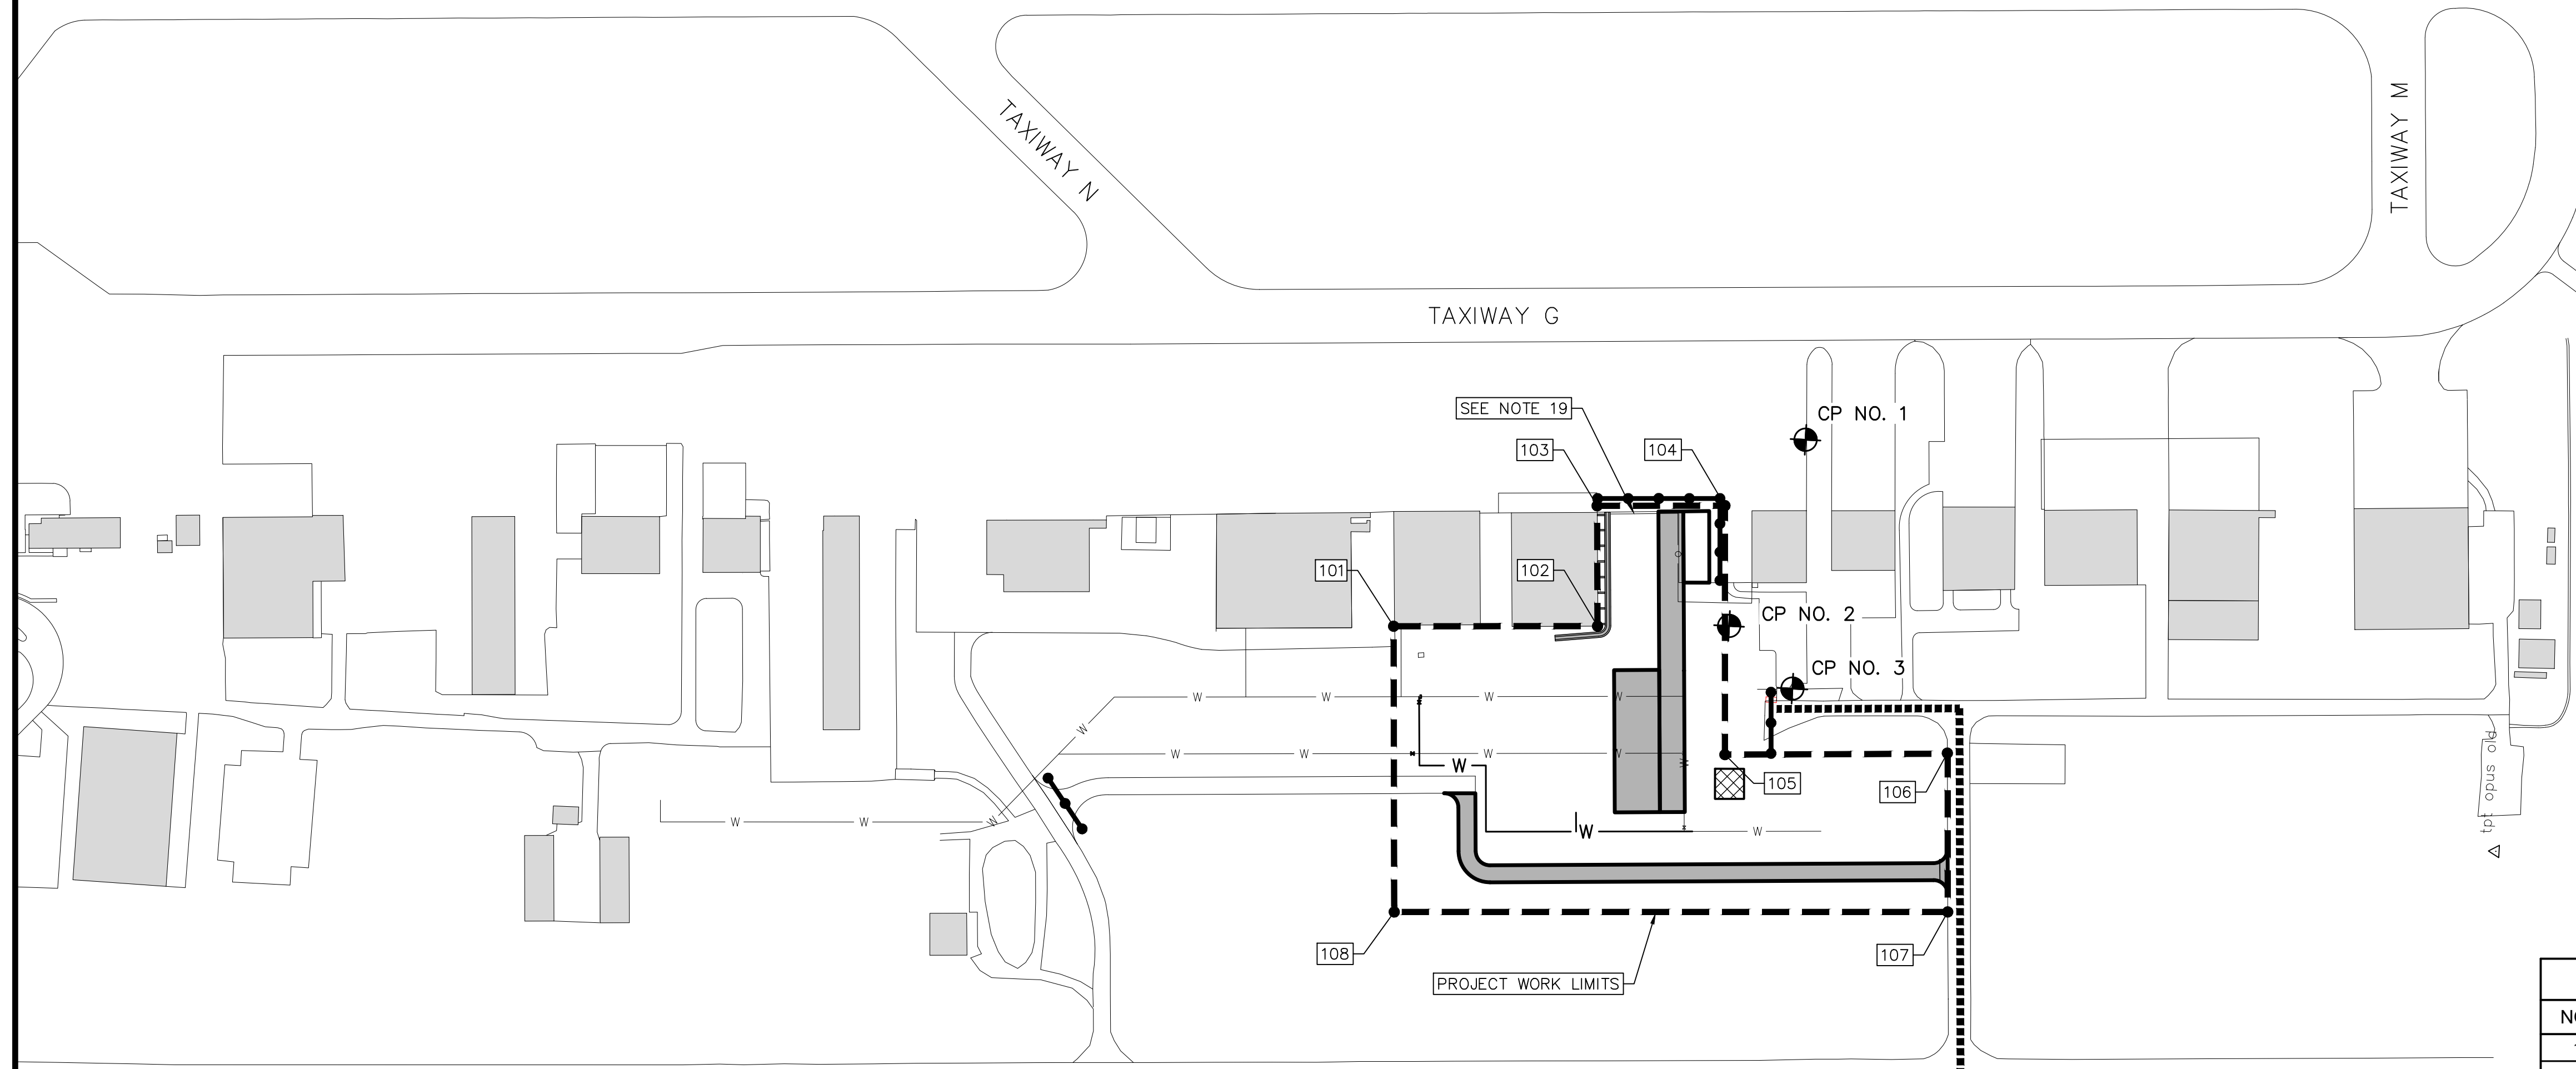 TAXIWAY N
TAXIWAY M
TAXIWAY G
SEE NOTE 19
CP NO. 1
103
104
101
102
CP NO. 2
CP NO. 3
W W W W
W
W W W W
W
W
105
106
W W W
W
W
108
107
PROJECT WORK LIMITS
tpt opus old